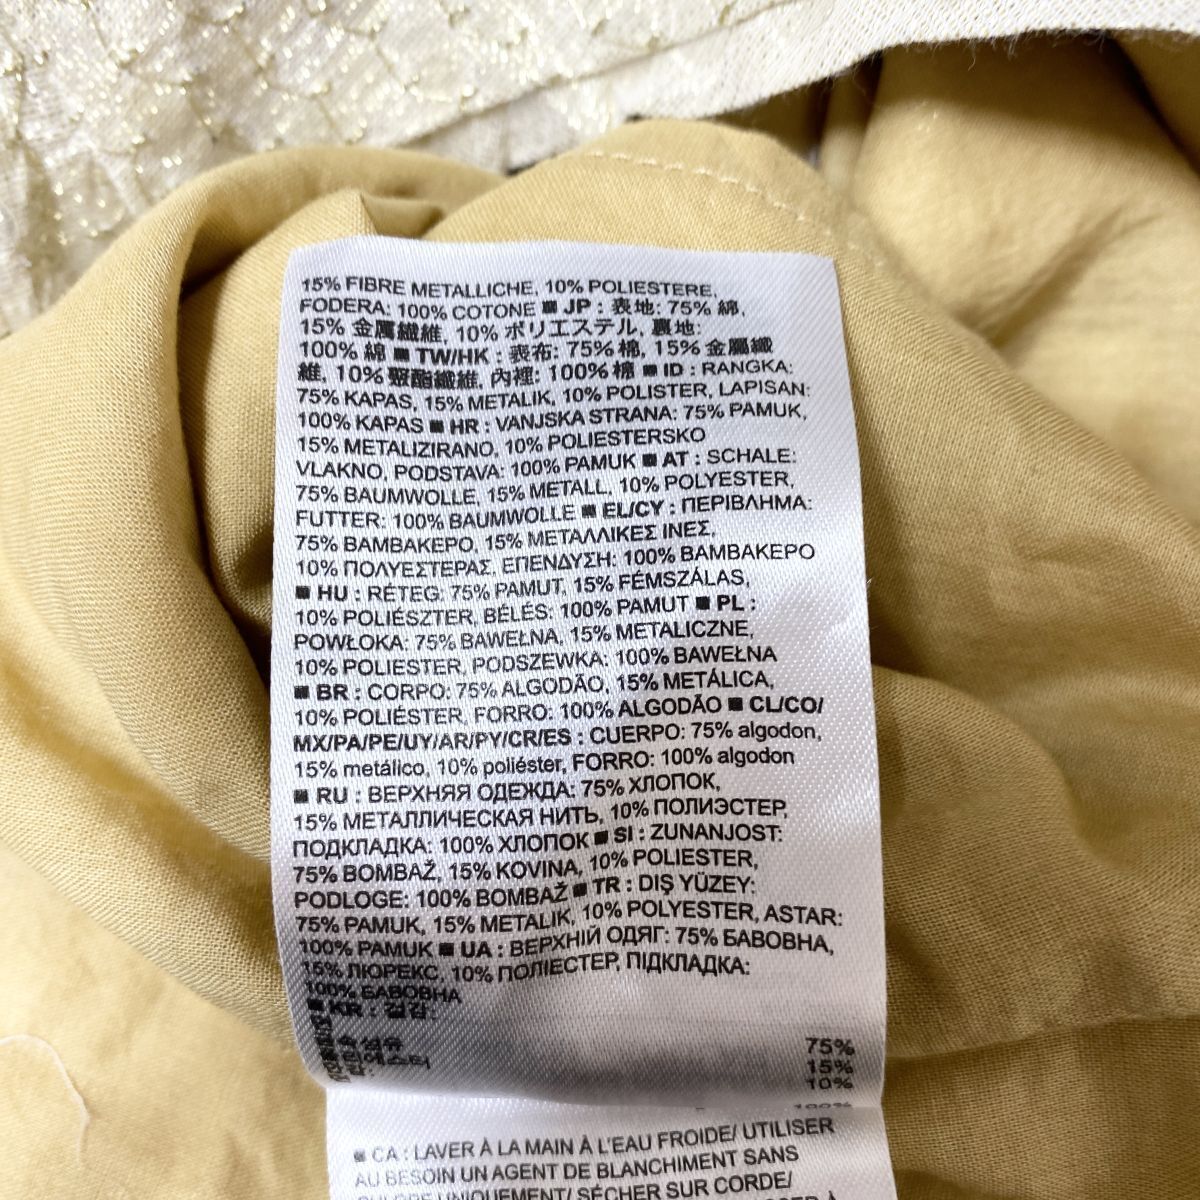 15% FIBRE METALLICHE, 10% POLIESTERE,
FODERA: 100% COTONE ■ JP : 表地: 75% 綿,
15% 金属繊維, 10% ポリエステル, 裏地:
100% 綿 ■ TW/HK : 表布: 75% 棉, 15% 金屬纖
維, 10% 聚酯纖維, 內裡: 100% 棉 ■ ID : RANGKA:
75% KAPAS, 15% METALIK, 10% POLISTER, LAPISAN:
100% KAPAS ■ HR : VANJSKA STRANA: 75% PAMUK,
15% METALIZIRANO, 10% POLIESTERSKO
VLAKNO, PODSTAVA: 100% PAMUK ■ AT : SCHALE:
75% BAUMWOLLE, 15% METALL, 10% POLYESTER,
FUTTER: 100% BAUMWOLLE ■ EL/CY : ΠΕΡΙΒΛΗΜΑ:
75% ΒΑΜΒΑΚΕΡΟ, 15% ΜΕΤΑΛΛΙΚΕΣ ΙΝΕΣ,
10% ΠΟΛΥΕΣΤΕΡΑΣ, ΕΠΕΝΔΥΣΗ: 100% ΒΑΜΒΑΚΕΡΟ
■ HU : RÉTEG: 75% PAMUT, 15% FÉMSZÁLAS,
10% POLIÉSZTER, BÉLÉS: 100% PAMUT ■ PL :
POWŁOKA: 75% BAWEŁNA, 15% METALICZNE,
10% POLIESTER, PODSZEWKA: 100% BAWEŁNA
■ BR : CORPO: 75% ALGODÃO, 15% METÁLICA,
10% POLIÉSTER, FORRO: 100% ALGODÃO ■ CL/CO/
MX/PA/PE/UY/AR/PY/CR/ES : CUERPO: 75% algodon,
15% metálico, 10% poliéster, FORRO: 100% algodon
■ RU : ВЕРХНЯЯ ОДЕЖДА: 75% ХЛОПОК,
15% МЕТАЛЛИЧЕСКАЯ НИТЬ, 10% ПОЛИЭСТЕР,
ПОДКЛАДКА: 100% ХЛОПОК ■ SI : ZUNANJOST:
75% BOMBAŽ, 15% KOVINA, 10% POLIESTER,
PODLOGE: 100% BOMBAŽ ■ TR : DIŞ YÜZEY:
75% PAMUK, 15% METALIK, 10% POLYESTER, ASTAR:
100% PAMUK ■ UA : ВЕРХНІЙ ОДЯГ: 75% БАВОВНА,
15% ЛЮРЕКС, 10% ПОЛІЕСТЕР, ПІДКЛАДКА:
100% БАВОВНА
■ KR : 겉감:
75%
15%
10%
100%
■ CA : LAVER À LA MAIN À L'EAU FROIDE/ UTILISER
AU BESOIN UN AGENT DE BLANCHIMENT SANS
CHLORE UNIQUEMENT/ SÉCHER SUR CORDE/